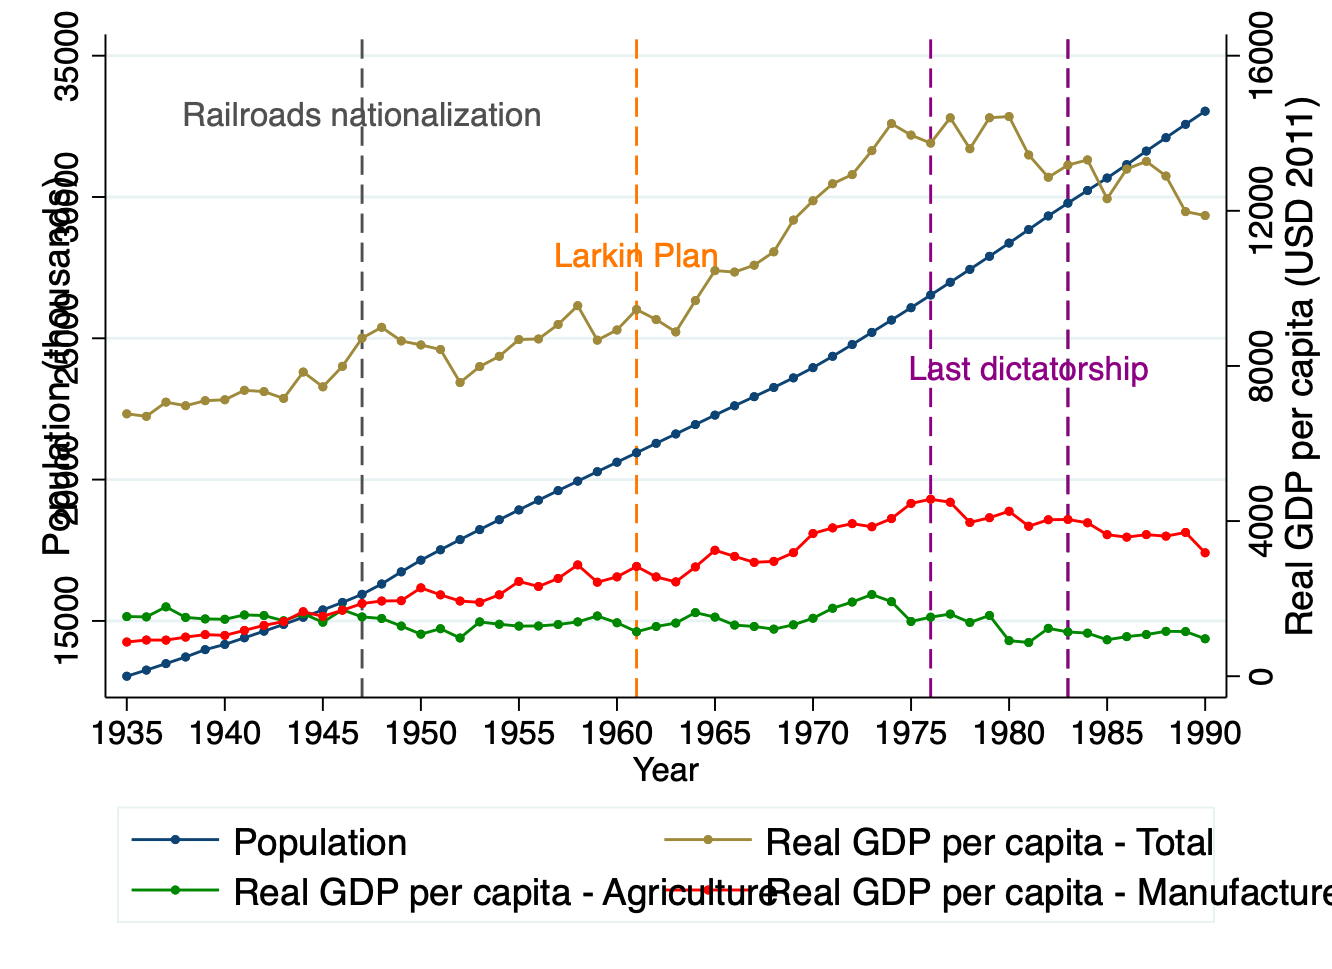 35000
30000
25000
20000
15000
Population (thousands)
Railroads nationalization
Larkin Plan
Last dictatorship
16000
12000
8000
4000
0
Real GDP per capita (USD 2011)
1935 1940 1945 1950 1955 1960 1965 1970 1975 1980 1985 1990
Year
Population
Real GDP per capita - Total
Real GDP per capita - Agriculture
Real GDP per capita - Manufacture